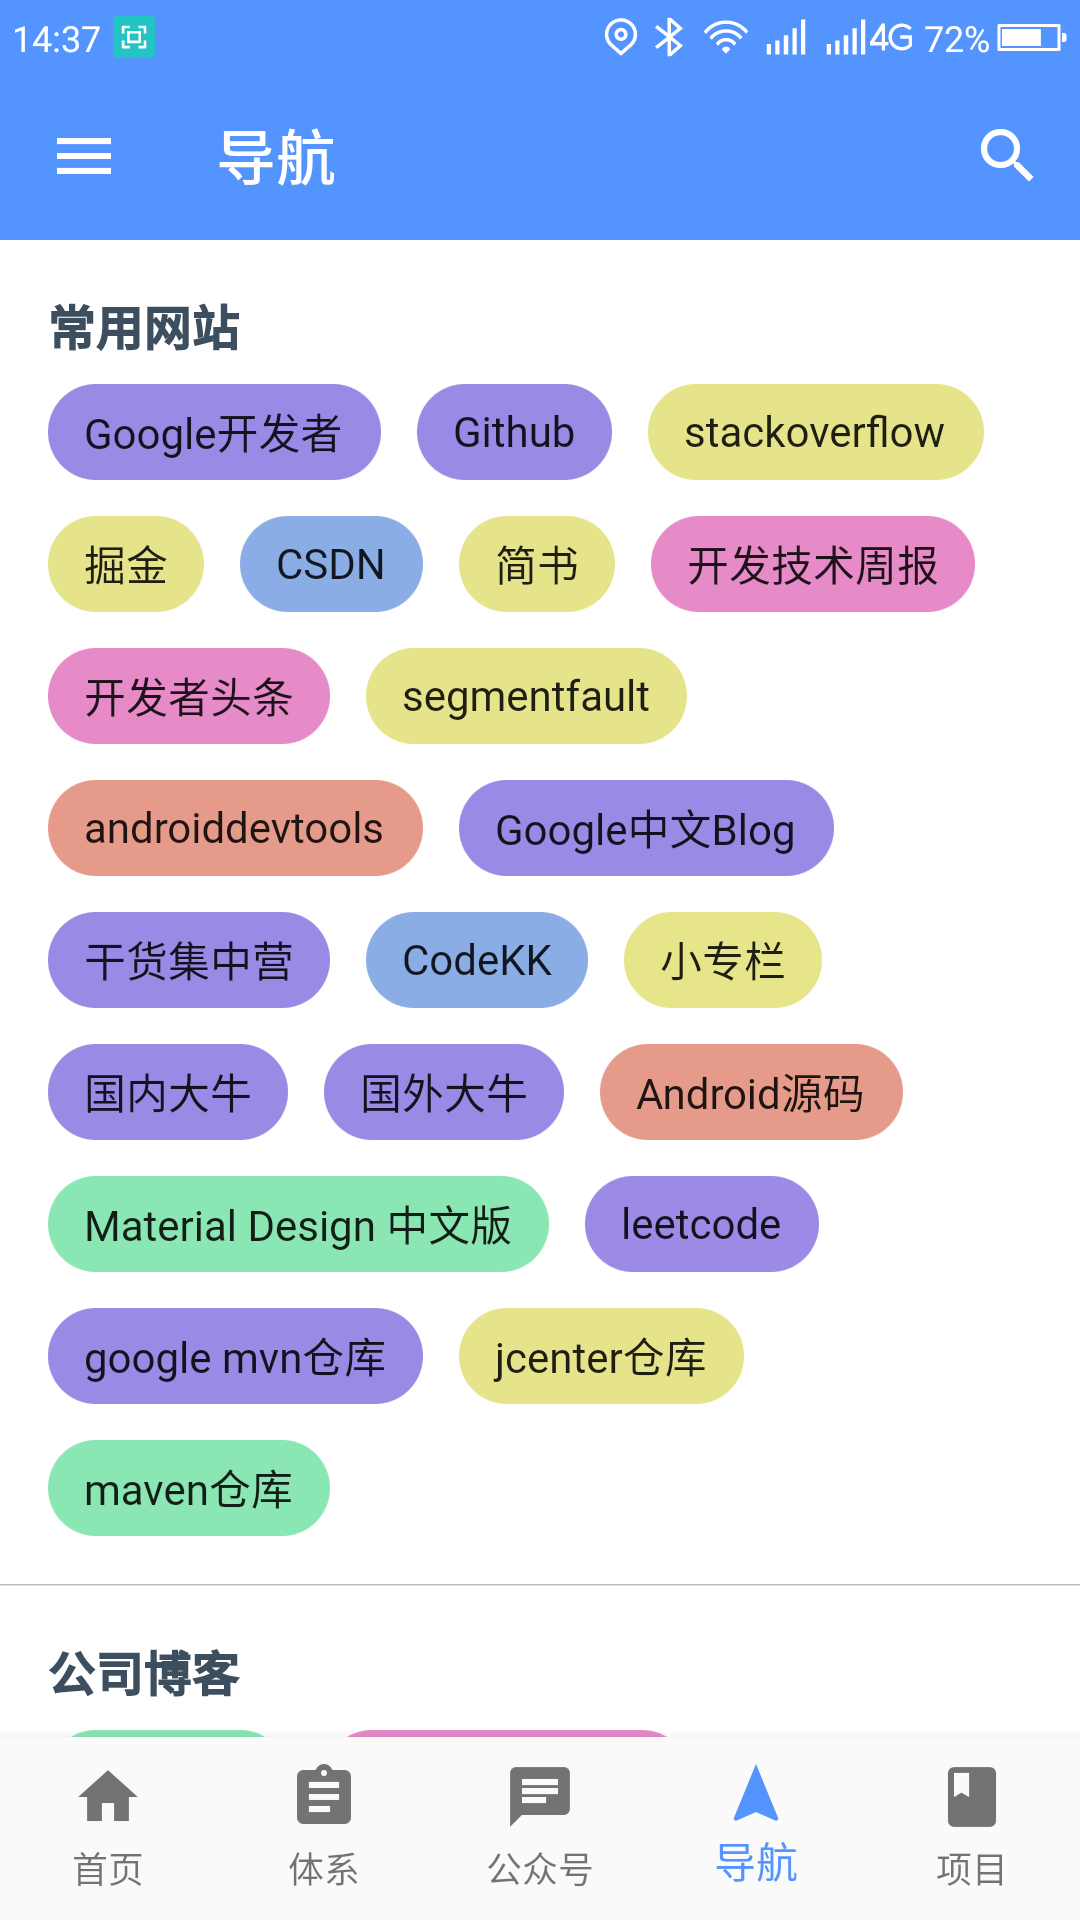 14:37 4G 72%
导航
常用网站
Google开发者 Github stackoverflow
掘金 CSDN 简书 开发技术周报
开发者头条 segmentfault
androiddevtools Google中文Blog
干货集中营 CodeKK 小专栏
国内大牛 国外大牛 Android源码
Material Design 中文版 leetcode
google mvn仓库 jcenter仓库
maven仓库
公司博客
首页 体系 公众号 导航 项目